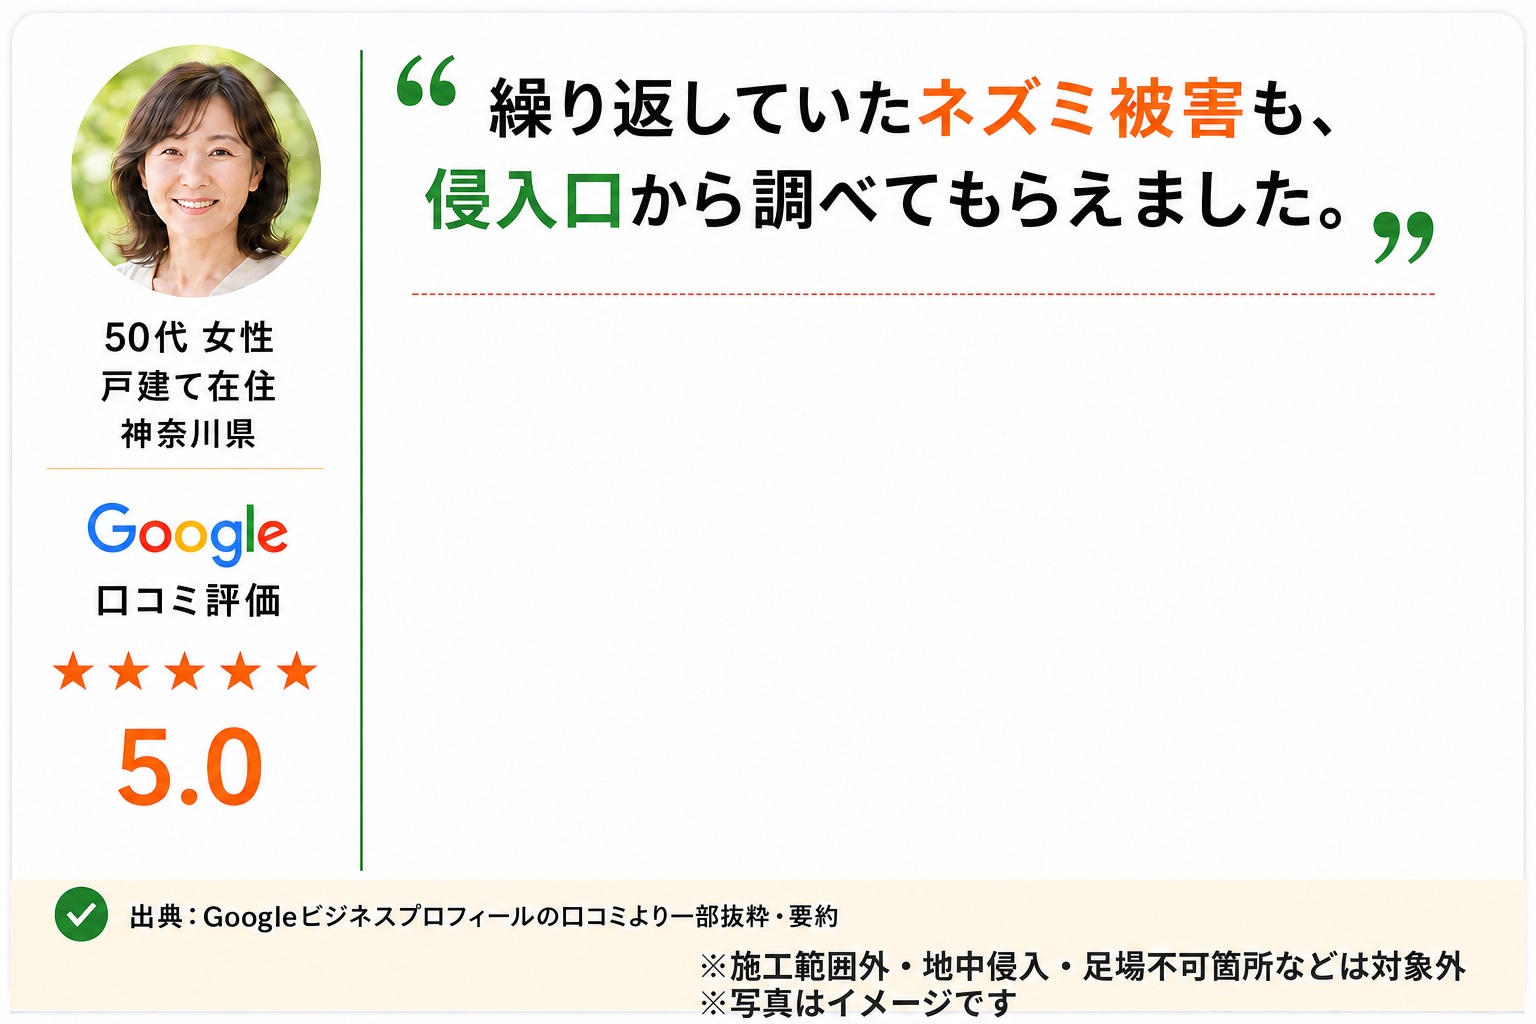 “繰り返していたネズミ被害も、
侵入口から調べてもらえました。”
50代 女性
戸建て在住
神奈川県
Google
口コミ評価
★★★★★
5.0
出典：Googleビジネスプロフィールの口コミより一部抜粋・要約
※施工範囲外・地中侵入・足場不可箇所などは対象外
※写真はイメージです